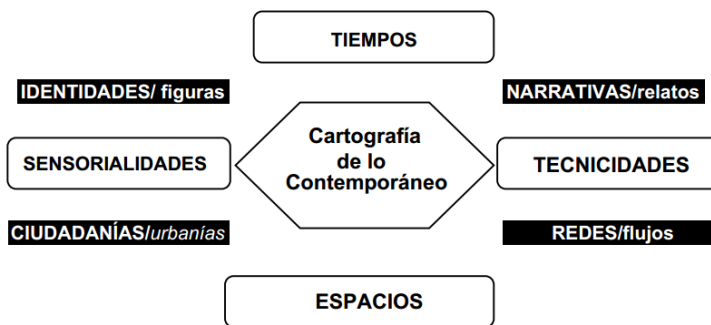 TIEMPOS
IDENTIDADES/ figuras
NARRATIVAS/relatos
Cartografía
de lo
Contemporáneo
SENSORIALIDADES
TECNICIDADES
CIUDADANÍAS/urbanías
REDES/flujos
ESPACIOS